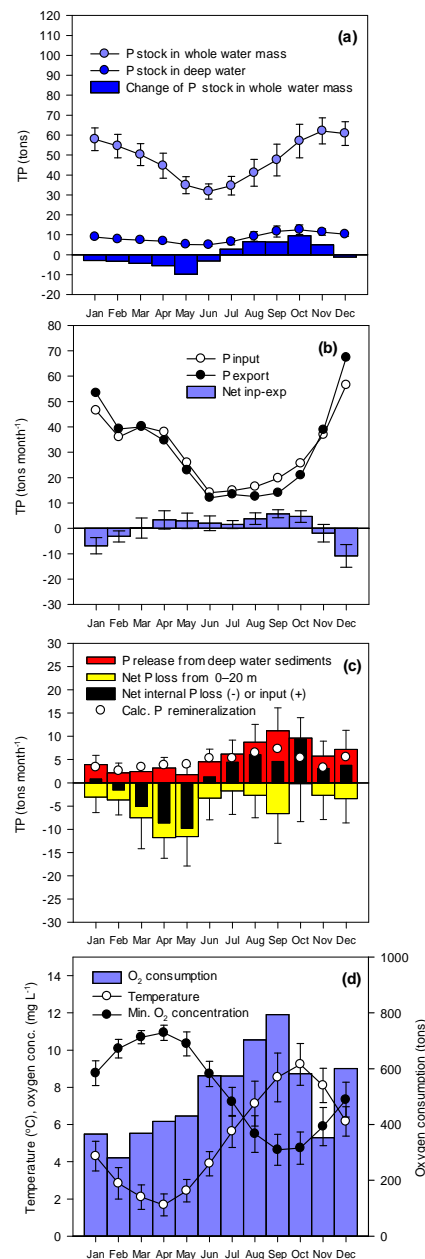 (a)
P stock in whole water mass
P stock in deep water
Change of P stock in whole water mass
TP (tons)
120
110
100
90
80
70
60
50
40
30
20
10
0
-10
-20
Jan Feb Mar Apr May Jun Jul Aug Sep Oct Nov Dec
(b)
P input
P export
Net inp-exp
TP (tons month-1)
80
70
60
50
40
30
20
10
0
-10
-20
-30
Jan Feb Mar Apr May Jun Jul Aug Sep Oct Nov Dec
(c)
P release from deep water sediments
Net P loss from 0–20 m
Net internal P loss (-) or input (+)
Calc. P remineralization
TP (tons month-1)
30
25
20
15
10
5
0
-5
-10
-15
-20
-25
-30
Jan Feb Mar Apr May Jun Jul Aug Sep Oct Nov Dec
(d)
O2 consumption
Temperature
Min. O2 concentration
Temperature (ºC), oxygen conc. (mg L-1)
14
12
10
8
6
4
2
0
Oxygen consumption (tons)
1000
800
600
400
200
0
Jan Feb Mar Apr May Jun Jul Aug Sep Oct Nov Dec